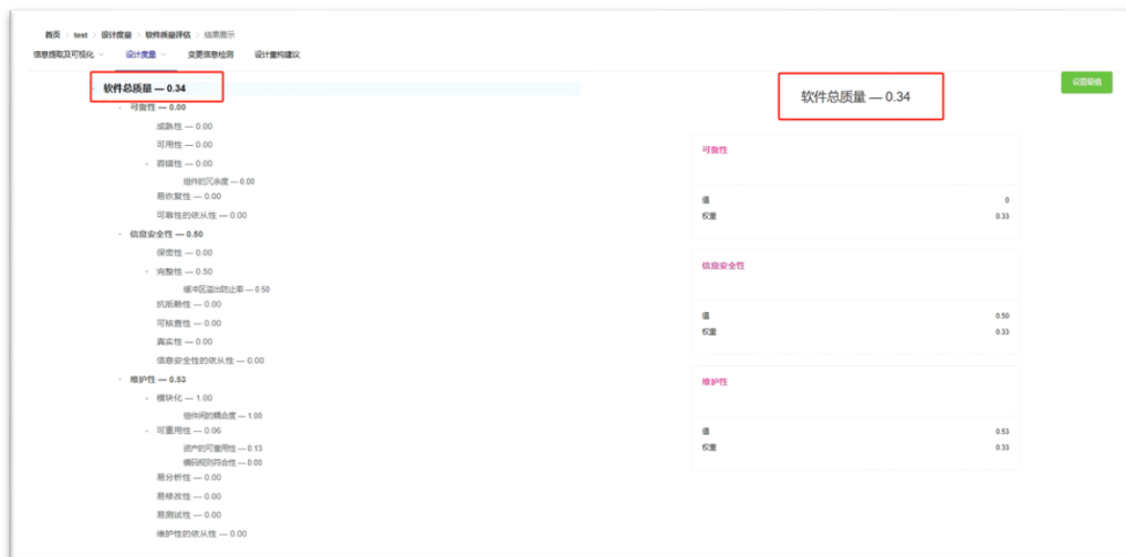 首页 > test > 设计度量 > 软件质量评估 > 结果展示
信息提取及可视化 设计度量 变更信息检测 设计重构建议
设置阈值
软件总质量 — 0.34
可靠性 — 0.00
成熟性 — 0.00
可用性 — 0.00
容错性 — 0.00
组件的冗余度 — 0.00
易恢复性 — 0.00
可靠性的依从性 — 0.00
信息安全性 — 0.50
保密性 — 0.00
完整性 — 0.50
缓冲区溢出防止率 — 0.50
抗抵赖性 — 0.00
可核查性 — 0.00
真实性 — 0.00
信息安全性的依从性 — 0.00
维护性 — 0.53
模块化 — 1.00
组件间的耦合度 — 1.00
可重用性 — 0.06
资产的可重用性 — 0.13
编码规则符合性 — 0.00
易分析性 — 0.00
易修改性 — 0.00
易测试性 — 0.00
维护性的依从性 — 0.00
软件总质量 — 0.34
可靠性
值 0
权重 0.33
信息安全性
值 0.50
权重 0.33
维护性
值 0.53
权重 0.33